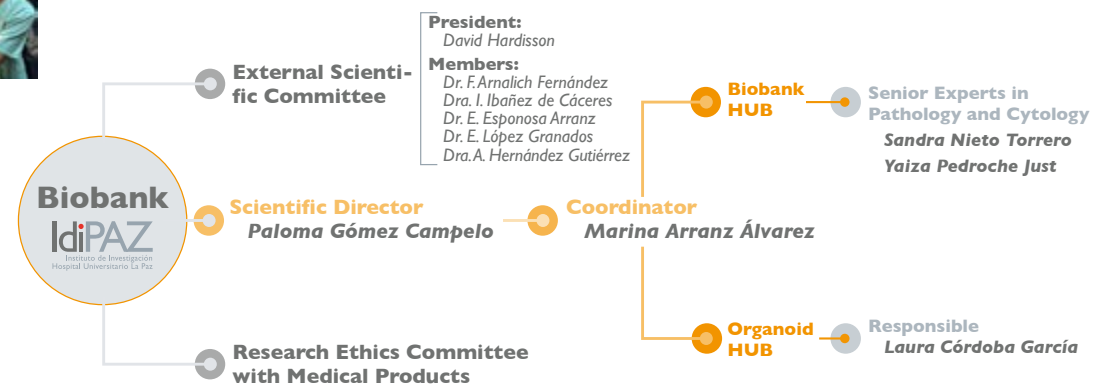 Biobank
IdiPAZ
Instituto de Investigación
Hospital Universitario La Paz
External Scienti-
fic Committee
President:
David Hardisson
Members:
Dr. F. Arnalich Fernández
Dra. I. Ibañez de Cáceres
Dr. E. Esponosa Arranz
Dr. E. López Granados
Dra. A. Hernández Gutiérrez
Scientific Director
Paloma Gómez Campelo
Coordinator
Marina Arranz Álvarez
Biobank
HUB
Senior Experts in
Pathology and Cytology
Sandra Nieto Torrero
Yaiza Pedroche Just
Organoid
HUB
Responsible
Laura Córdoba García
Research Ethics Committee
with Medical Products